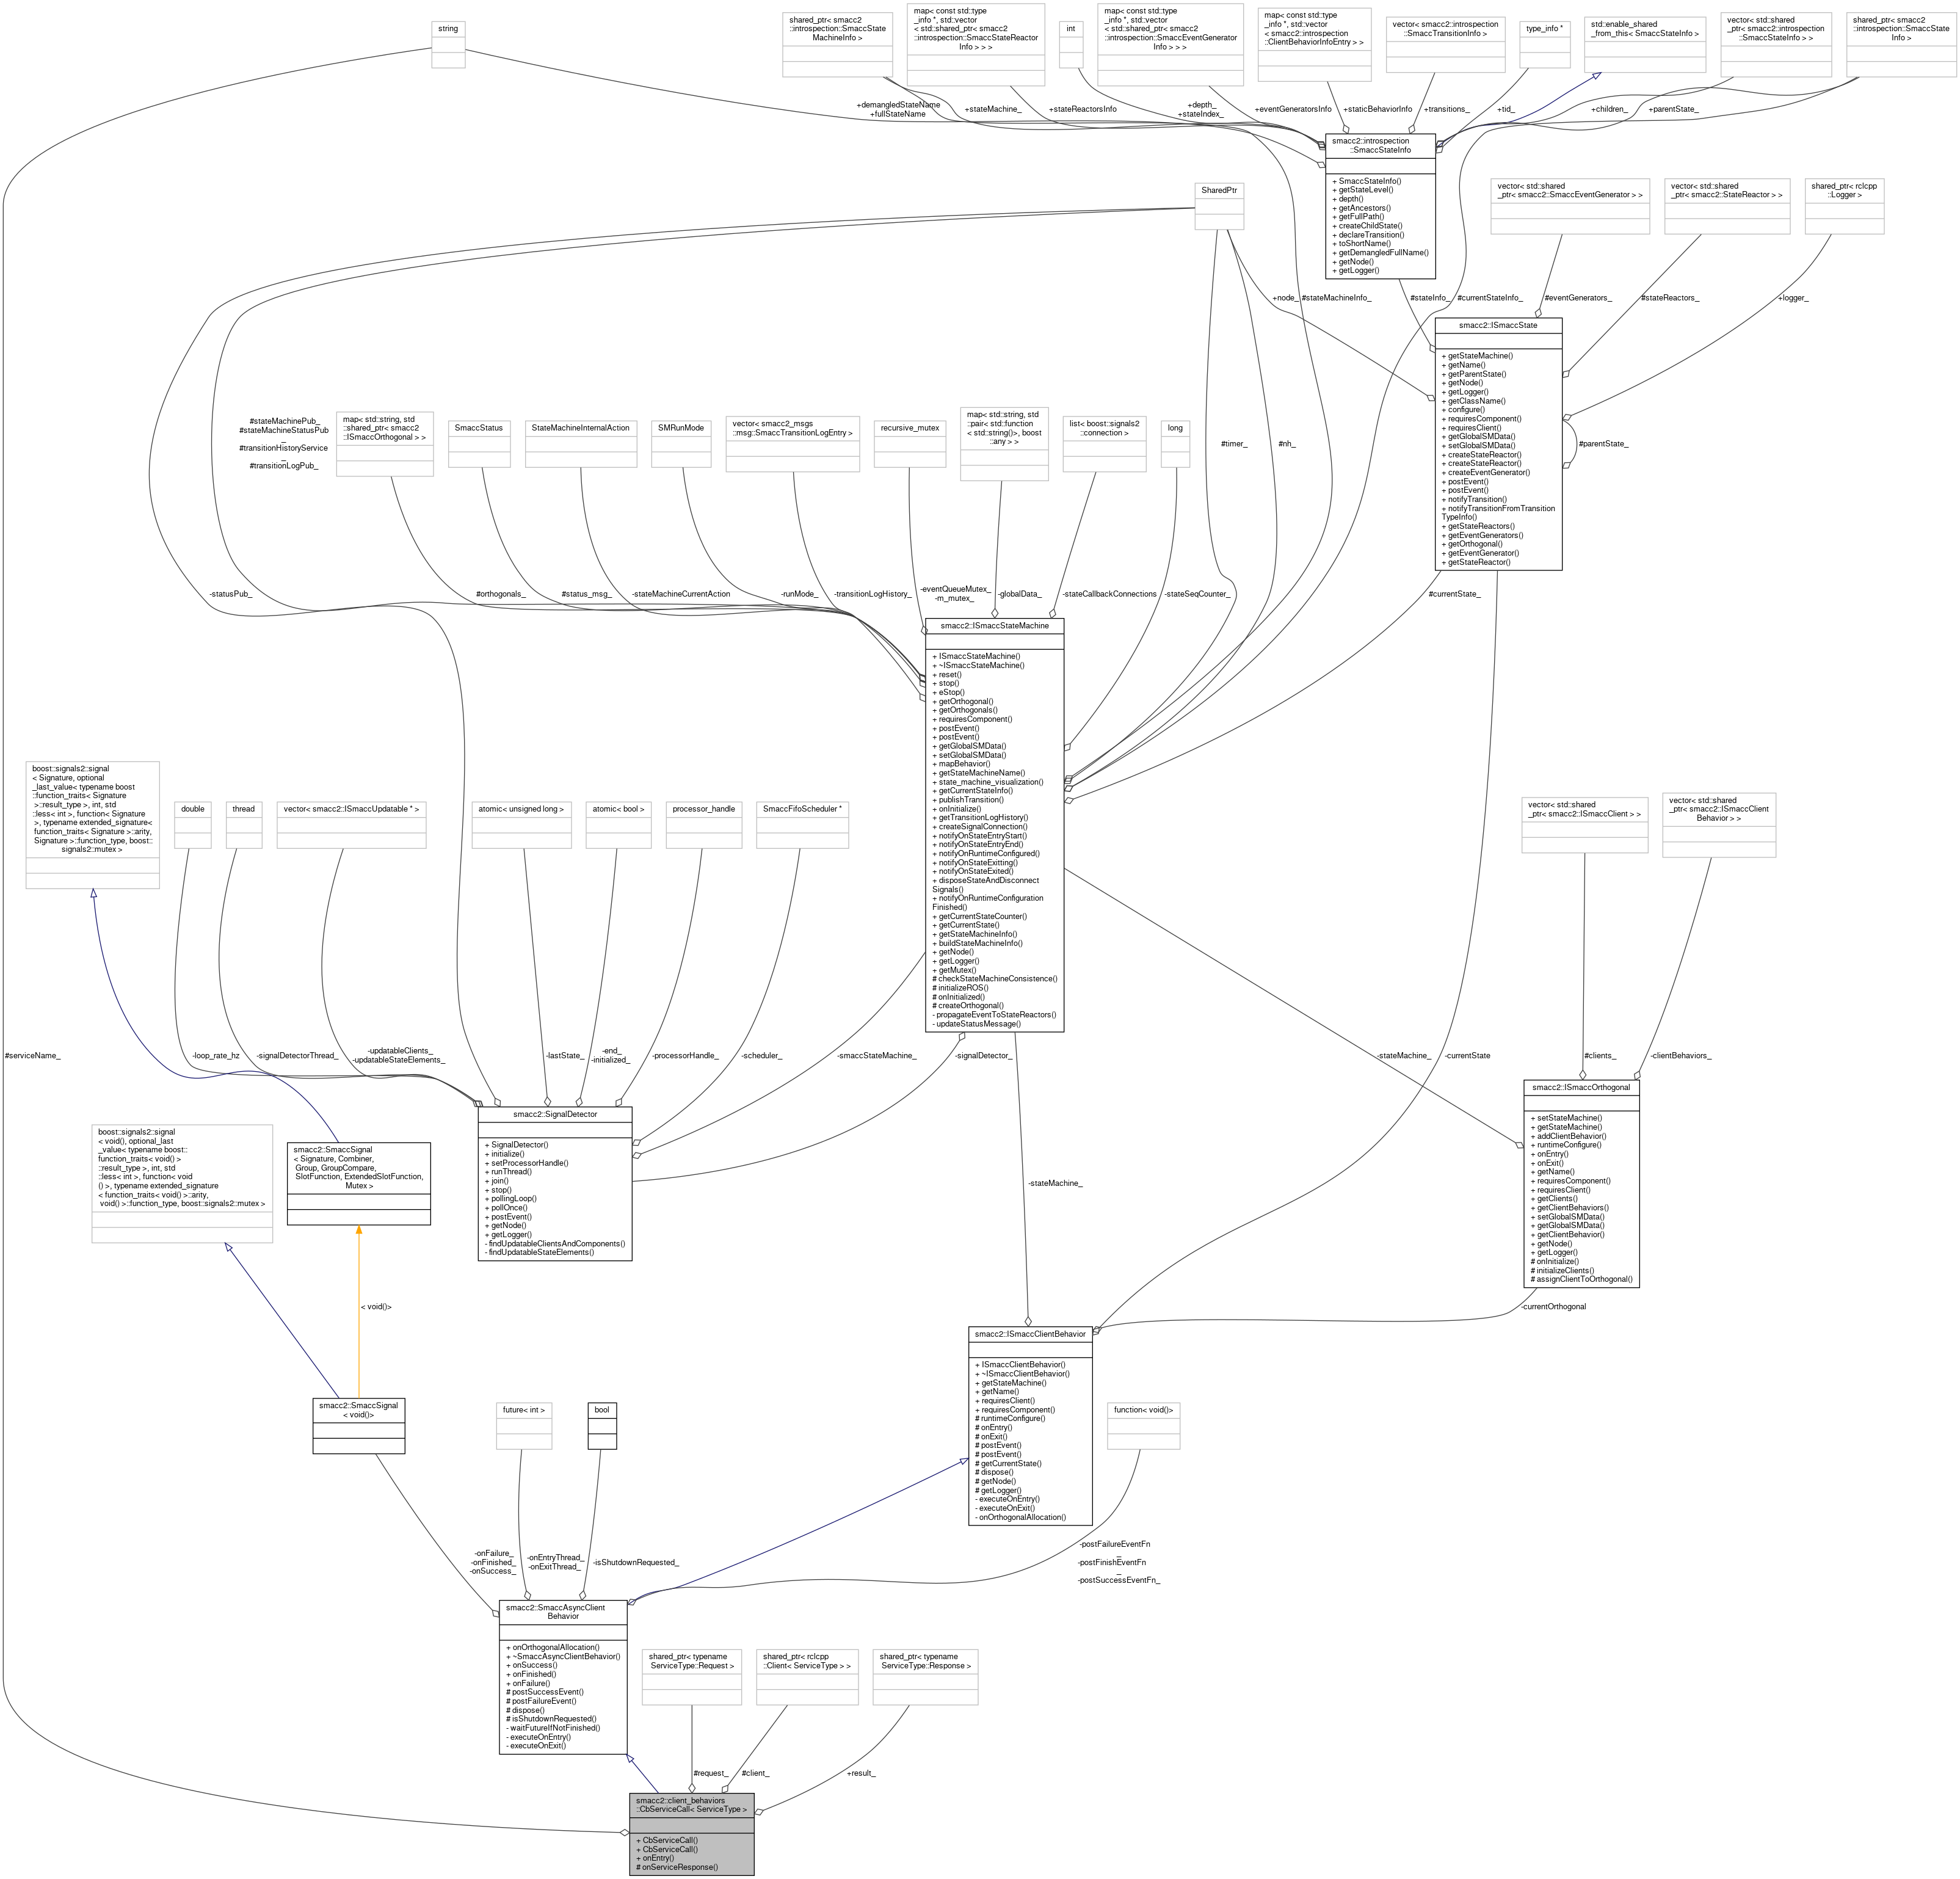 string
shared_ptr< smacc2
::introspection::SmaccState
MachineInfo >
map< const std::type
_info *, std::vector
< std::shared_ptr< smacc2
::introspection::SmaccStateReactor
Info > > >
int
map< const std::type
_info *, std::vector
< std::shared_ptr< smacc2
::introspection::SmaccEventGenerator
Info > > >
map< const std::type
_info *, std::vector
< smacc2::introspection
::ClientBehaviorInfoEntry > >
vector< smacc2::introspection
::SmaccTransitionInfo >
type_info *
std::enable_shared
_from_this< SmaccStateInfo >
vector< std::shared
_ptr< smacc2::introspection
::SmaccStateInfo > >
shared_ptr< smacc2
::introspection::SmaccState
Info >
+demangledStateName
+fullStateName
+stateMachine_
+stateReactorsInfo
+depth_
+stateIndex_
+eventGeneratorsInfo
+staticBehaviorInfo
+transitions_
+tid_
+children_
+parentState_
smacc2::introspection
::SmaccStateInfo
+ SmaccStateInfo()
+ getStateLevel()
+ depth()
+ getAncestors()
+ getFullPath()
+ createChildState()
+ declareTransition()
+ toShortName()
+ getDemangledFullName()
+ getNode()
+ getLogger()
SharedPtr
vector< std::shared
_ptr< smacc2::SmaccEventGenerator > >
vector< std::shared
_ptr< smacc2::StateReactor > >
shared_ptr< rclcpp
::Logger >
+node_
#stateMachineInfo_
#stateInfo_
#currentStateInfo_
#eventGenerators_
#stateReactors_
+logger_
smacc2::ISmaccState
+ getStateMachine()
+ getName()
+ getParentState()
+ getNode()
+ getLogger()
+ getClassName()
+ configure()
+ requiresComponent()
+ requiresClient()
+ getGlobalSMData()
+ setGlobalSMData()
+ createStateReactor()
+ createStateReactor()
+ createEventGenerator()
+ postEvent()
+ postEvent()
+ notifyTransition()
+ notifyTransitionFromTransition
TypeInfo()
+ getStateReactors()
+ getEventGenerators()
+ getOrthogonal()
+ getEventGenerator()
+ getStateReactor()
#parentState_
#stateMachinePub_
#stateMachineStatusPub
_
#transitionHistoryService
_
#transitionLogPub_
map< std::string, std
::shared_ptr< smacc2
::ISmaccOrthogonal > >
SmaccStatus
StateMachineInternalAction
SMRunMode
vector< smacc2_msgs
::msg::SmaccTransitionLogEntry >
recursive_mutex
map< std::string, std
::pair< std::function
< std::string()>, boost
::any > >
list< boost::signals2
::connection >
long
#timer_
#nh_
-statusPub_
#orthogonals_
#status_msg_
-stateMachineCurrentAction
-runMode_
-transitionLogHistory_
-eventQueueMutex_
-m_mutex_
-globalData_
-stateCallbackConnections
-stateSeqCounter_
#currentState_
smacc2::ISmaccStateMachine
+ ISmaccStateMachine()
+ ~ISmaccStateMachine()
+ reset()
+ stop()
+ eStop()
+ getOrthogonal()
+ getOrthogonals()
+ requiresComponent()
+ postEvent()
+ postEvent()
+ getGlobalSMData()
+ setGlobalSMData()
+ mapBehavior()
+ getStateMachineName()
+ state_machine_visualization()
+ getCurrentStateInfo()
+ publishTransition()
+ onInitialize()
+ getTransitionLogHistory()
+ createSignalConnection()
+ notifyOnStateEntryStart()
+ notifyOnStateEntryEnd()
+ notifyOnRuntimeConfigured()
+ notifyOnStateExitting()
+ notifyOnStateExited()
+ disposeStateAndDisconnect
Signals()
+ notifyOnRuntimeConfiguration
Finished()
+ getCurrentStateCounter()
+ getCurrentState()
+ getStateMachineInfo()
+ buildStateMachineInfo()
+ getNode()
+ getLogger()
+ getMutex()
# checkStateMachineConsistence()
# initializeROS()
# onInitialized()
# createOrthogonal()
- propagateEventToStateReactors()
- updateStatusMessage()
boost::signals2::signal
< Signature, optional
_last_value< typename boost
::function_traits< Signature
>::result_type >, int, std
::less< int >, function< Signature
>, typename extended_signature<
function_traits< Signature >::arity,
Signature >::function_type, boost::
signals2::mutex >
double
thread
vector< smacc2::ISmaccUpdatable * >
atomic< unsigned long >
atomic< bool >
processor_handle
SmaccFifoScheduler *
vector< std::shared
_ptr< smacc2::ISmaccClient > >
vector< std::shared
_ptr< smacc2::ISmaccClient
Behavior > >
#serviceName_
-loop_rate_hz
-signalDetectorThread_
-updatableClients_
-updatableStateElements_
-lastState_
-end_
-initialized_
-processorHandle_
-scheduler_
-smaccStateMachine_
-signalDetector_
-stateMachine_
-currentState
#clients_
-clientBehaviors_
smacc2::SignalDetector
+ SignalDetector()
+ initialize()
+ setProcessorHandle()
+ runThread()
+ join()
+ stop()
+ pollingLoop()
+ pollOnce()
+ postEvent()
+ getNode()
+ getLogger()
- findUpdatableClientsAndComponents()
- findUpdatableStateElements()
smacc2::ISmaccOrthogonal
+ setStateMachine()
+ getStateMachine()
+ addClientBehavior()
+ runtimeConfigure()
+ onEntry()
+ onExit()
+ getName()
+ requiresComponent()
+ requiresClient()
+ getClients()
+ getClientBehaviors()
+ setGlobalSMData()
+ getGlobalSMData()
+ getClientBehavior()
+ getNode()
+ getLogger()
# onInitialize()
# initializeClients()
# assignClientToOrthogonal()
boost::signals2::signal
< void(), optional_last
_value< typename boost::
function_traits< void() >
::result_type >, int, std
::less< int >, function< void
() >, typename extended_signature
< function_traits< void() >::arity,
void() >::function_type, boost::signals2::mutex >
smacc2::SmaccSignal
< Signature, Combiner,
Group, GroupCompare,
SlotFunction, ExtendedSlotFunction,
Mutex >
-stateMachine_
< void()>
-currentOrthogonal
smacc2::ISmaccClientBehavior
+ ISmaccClientBehavior()
+ ~ISmaccClientBehavior()
+ getStateMachine()
+ getName()
+ requiresClient()
+ requiresComponent()
# runtimeConfigure()
# onEntry()
# onExit()
# postEvent()
# postEvent()
# getCurrentState()
# dispose()
# getNode()
# getLogger()
- executeOnEntry()
- executeOnExit()
- onOrthogonalAllocation()
smacc2::SmaccSignal
< void()>
future< int >
bool
function< void()>
-onFailure_
-onFinished_
-onSuccess_
-onEntryThread_
-onExitThread_
-isShutdownRequested_
-postFailureEventFn
_
-postFinishEventFn
_
-postSuccessEventFn_
smacc2::SmaccAsyncClient
Behavior
+ onOrthogonalAllocation()
+ ~SmaccAsyncClientBehavior()
+ onSuccess()
+ onFinished()
+ onFailure()
# postSuccessEvent()
# postFailureEvent()
# dispose()
# isShutdownRequested()
- waitFutureIfNotFinished()
- executeOnEntry()
- executeOnExit()
shared_ptr< typename
ServiceType::Request >
shared_ptr< rclcpp
::Client< ServiceType > >
shared_ptr< typename
ServiceType::Response >
#request_
#client_
+result_
smacc2::client_behaviors
::CbServiceCall< ServiceType >
+ CbServiceCall()
+ CbServiceCall()
+ onEntry()
# onServiceResponse()